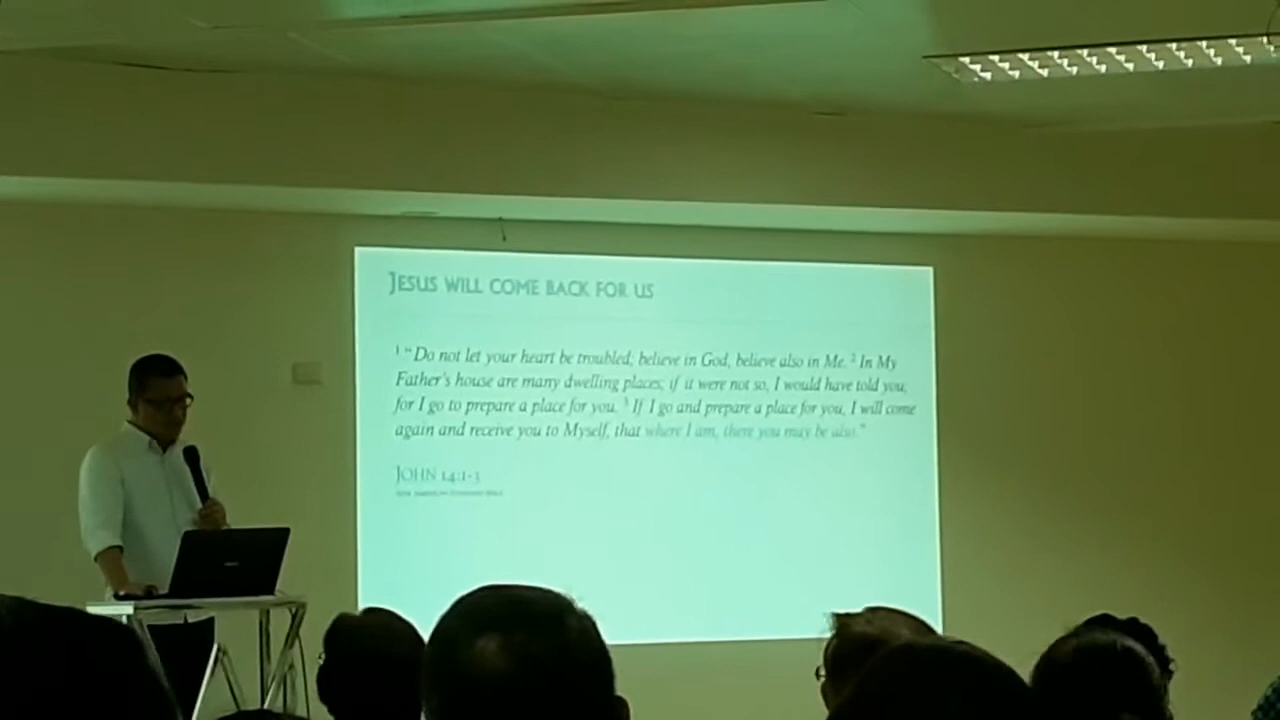 JESUS WILL COME BACK FOR US
1 "Do not let your heart be troubled; believe in God, believe also in Me. 2 In My
Father's house are many dwelling places; if it were not so, I would have told you;
for I go to prepare a place for you. 3 If I go and prepare a place for you, I will come
again and receive you to Myself, that where I am, there you may be also."
JOHN 14:1-3